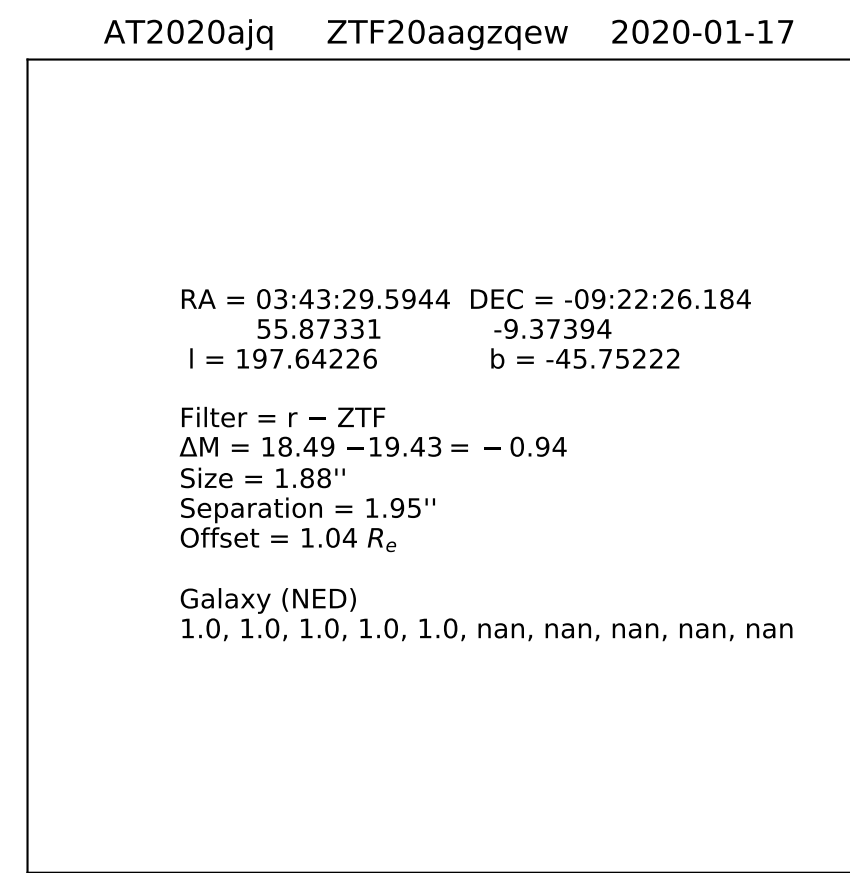 AT2020ajq ZTF20aagzqew 2020-01-17
RA = 03:43:29.5944 DEC = -09:22:26.184
55.87331 -9.37394
l = 197.64226 b = -45.75222
Filter = r − ZTF
ΔM = 18.49 −19.43 = − 0.94
Size = 1.88''
Separation = 1.95''
Offset = 1.04 Rₑ
Galaxy (NED)
1.0, 1.0, 1.0, 1.0, 1.0, nan, nan, nan, nan, nan